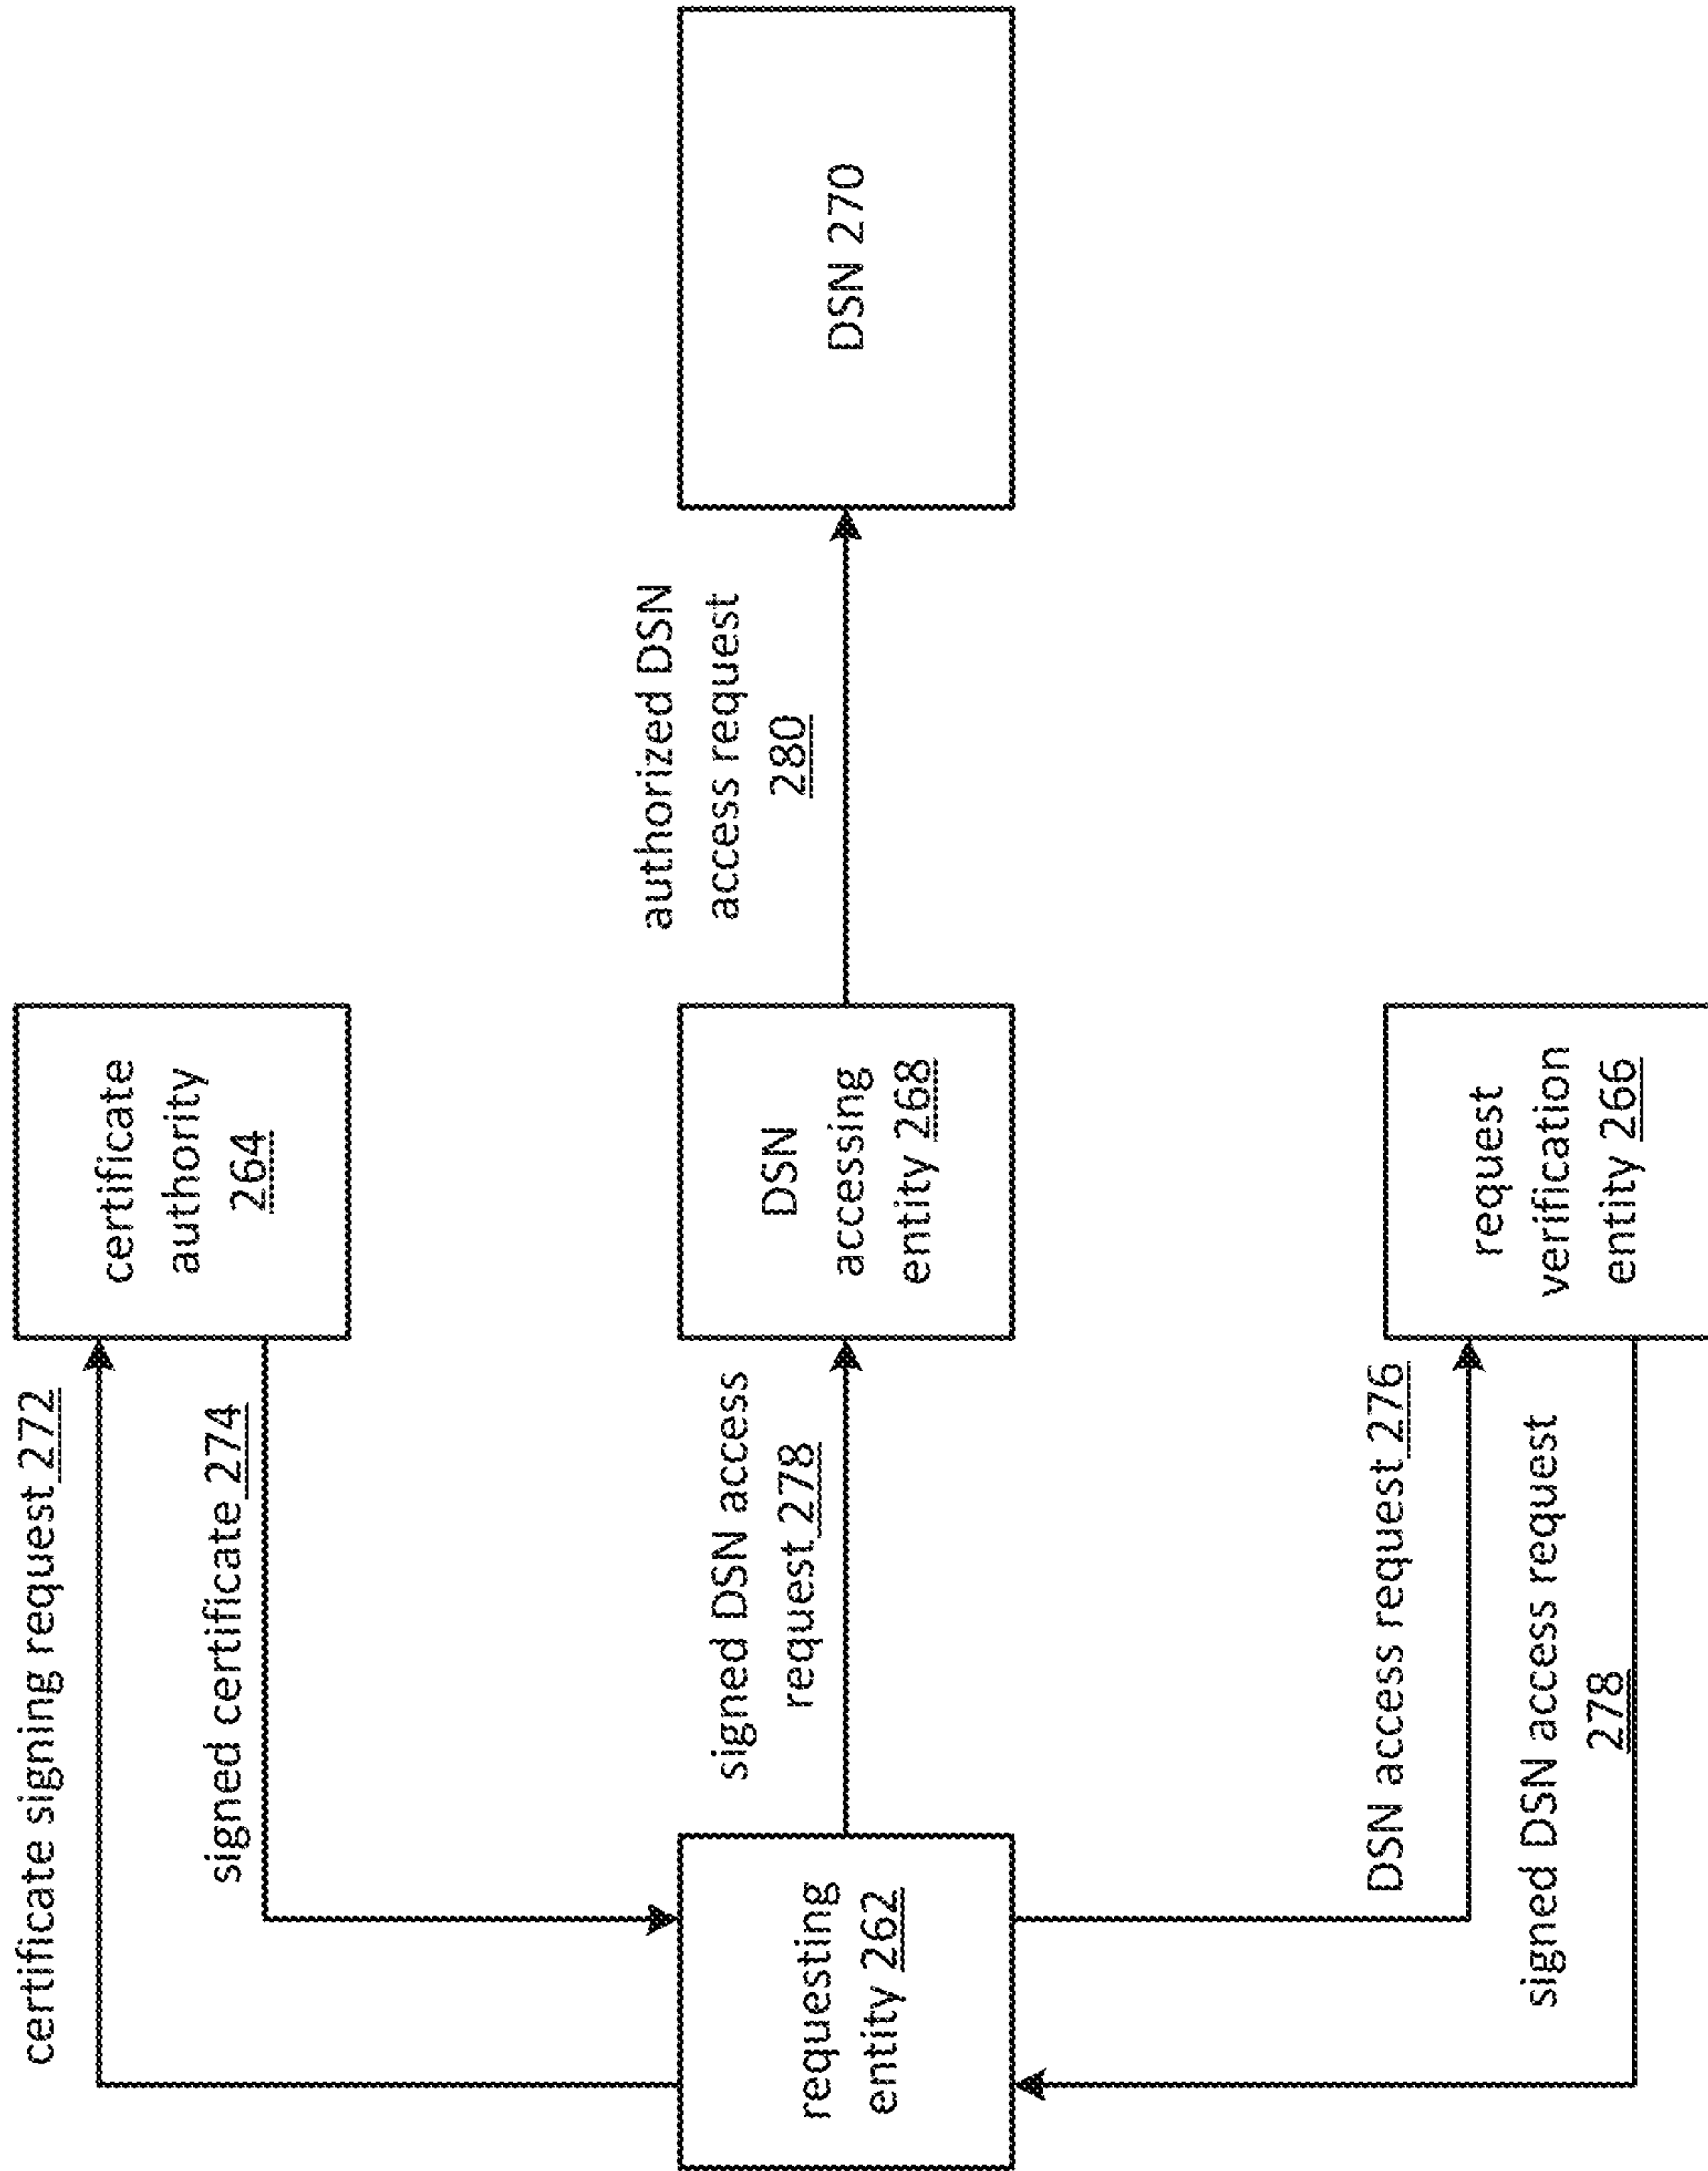 certificate signing request 272
signed certificate 274
certificate
authority
264
requesting
entity 262
signed DSN access
request 278
DSN
accessing
entity 268
authorized DSN
access request
280
DSN 270
DSN access request 276
signed DSN access request
278
request
verification
entity 266